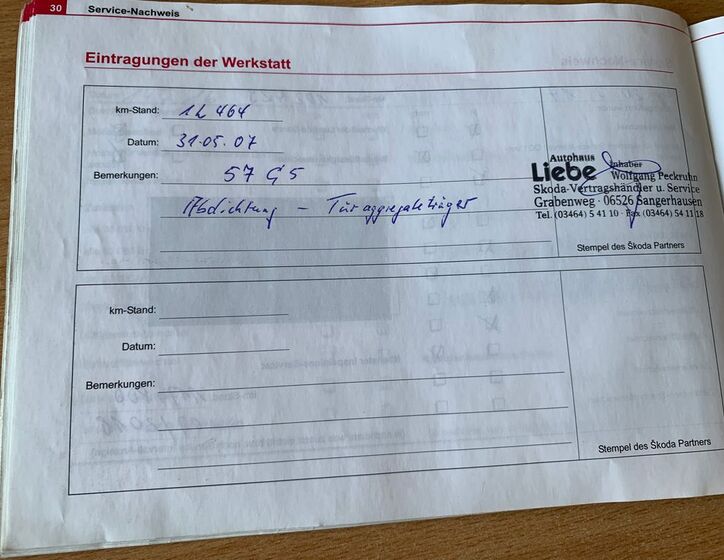 30 Service-Nachweis
Eintragungen der Werkstatt
km-Stand: 12 464
Datum: 31.05.07
Bemerkungen: 57 G5
Abdichtung - Türaggregateträger
Autohaus
Liebe Inhaber
Wolfgang Peckruhn
Skoda-Vertragshändler u. Service
Grabenweg · 06526 Sangerhausen
Tel. (03464) 5 41 10 · Fax (03464) 54 11 18
Stempel des Škoda Partners
km-Stand:
Datum:
Bemerkungen:
Stempel des Škoda Partners